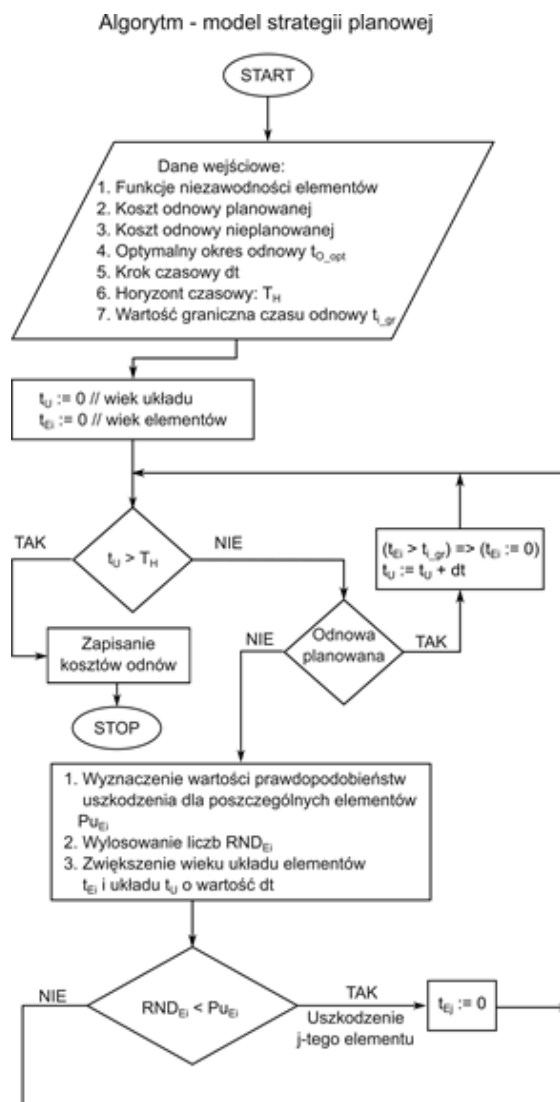 Algorytm - model strategii planowej
START
Dane wejściowe:
1. Funkcje niezawodności elementów
2. Koszt odnowy planowanej
3. Koszt odnowy nieplanowanej
4. Optymalny okres odnowy t_O_opt
5. Krok czasowy dt
6. Horyzont czasowy: T_H
7. Wartość graniczna czasu odnowy t_i_gr
t_U := 0 // wiek układu
t_Ei := 0 // wiek elementów
TAK
t_U > T_H
NIE
(t_Ei > t_i_gr) => (t_Ei := 0)
t_U := t_U + dt
Zapisanie
kosztów odnów
NIE
Odnowa
planowana
TAK
STOP
1. Wyznaczenie wartości prawdopodobieństw
uszkodzenia dla poszczególnych elementów
Pu_Ei
2. Wylosowanie liczb RND_Ei
3. Zwiększenie wieku układu elementów
t_Ei i układu t_U o wartość dt
NIE
RND_Ei < Pu_Ei
TAK
Uszkodzenie
j-tego elementu
t_Ej := 0